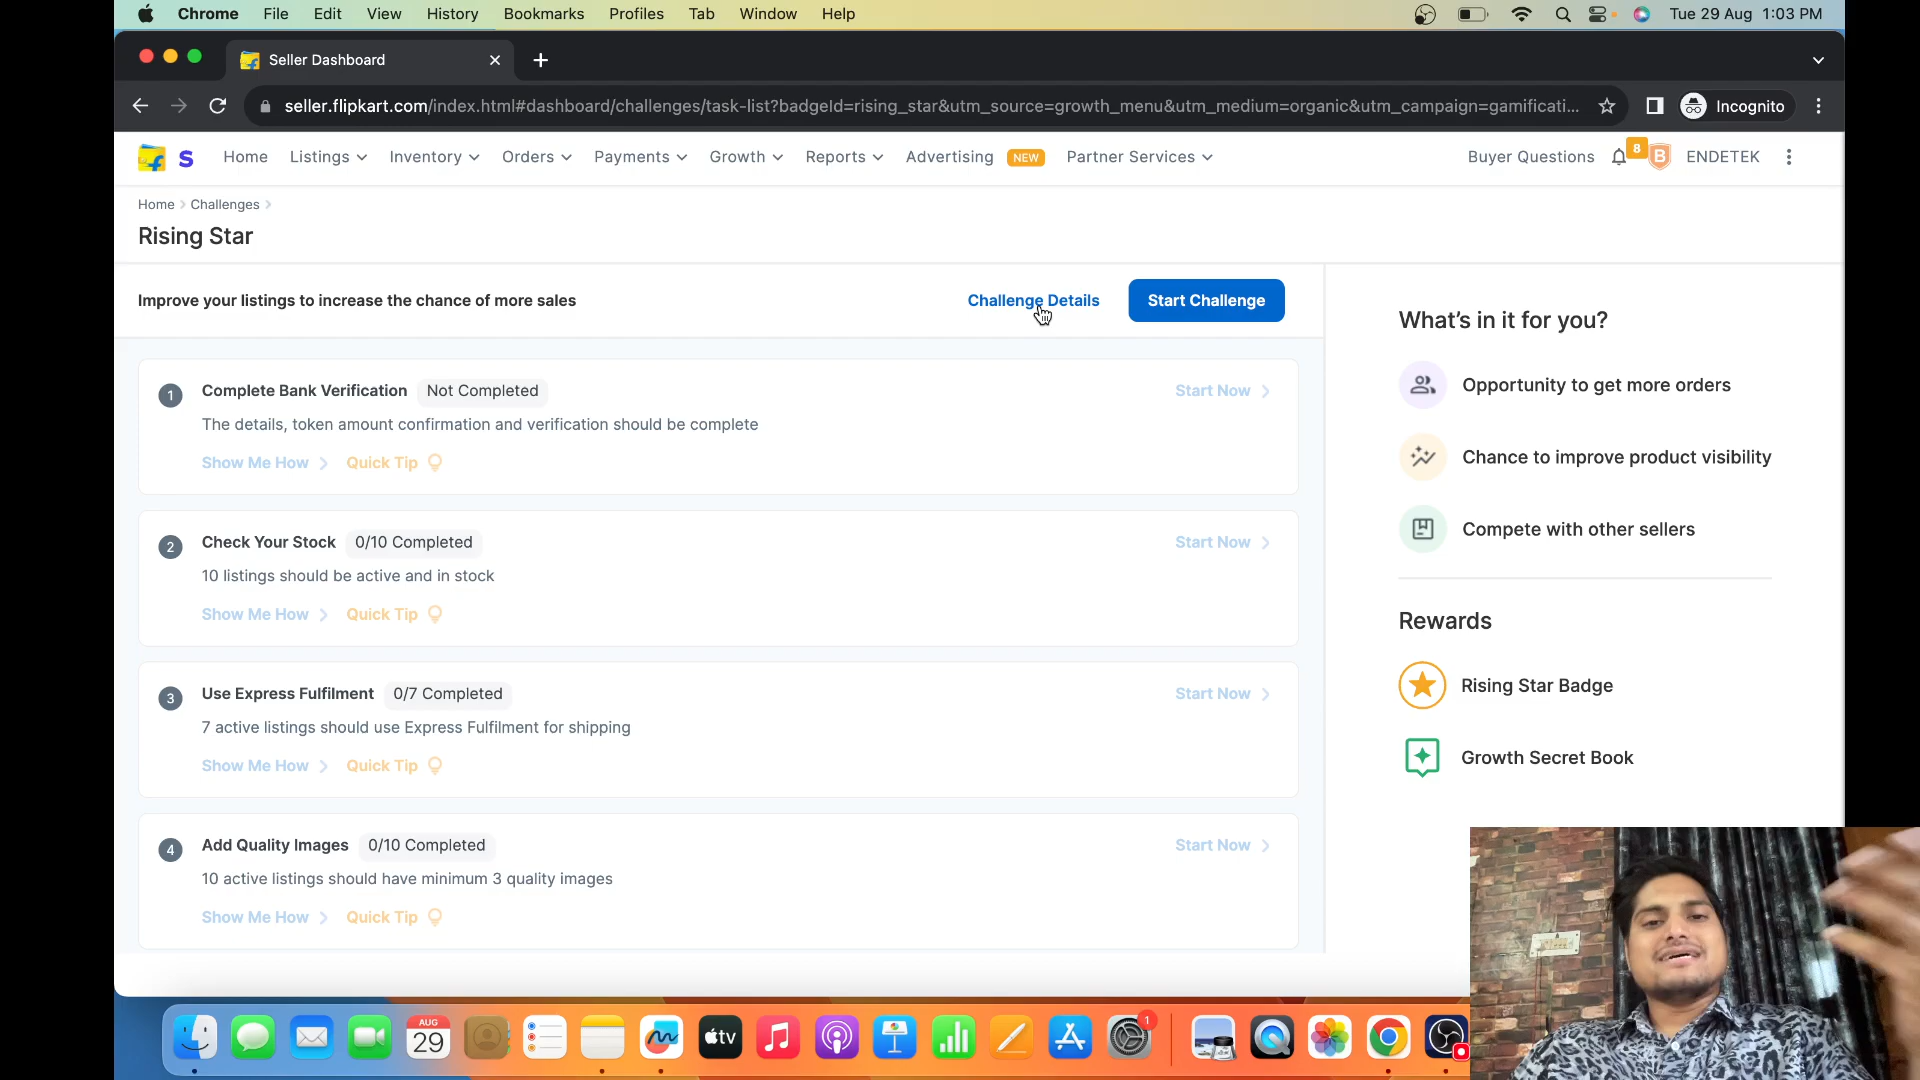 Chrome File Edit View History Bookmarks Profiles Tab Window Help
Tue 29 Aug 1:03 PM
Seller Dashboard
seller.flipkart.com/index.html#dashboard/challenges/task-list?badgeId=rising_star&utm_source=growth_menu&utm_medium=organic&utm_campaign=gamificati...
Incognito
Home Listings Inventory Orders Payments Growth Reports Advertising NEW Partner Services
Buyer Questions 8 B ENDETEK
Home Challenges
Rising Star
Improve your listings to increase the chance of more sales
Challenge Details Start Challenge
1 Complete Bank Verification Not Completed Start Now
The details, token amount confirmation and verification should be complete
Show Me How Quick Tip
2 Check Your Stock 0/10 Completed Start Now
10 listings should be active and in stock
Show Me How Quick Tip
3 Use Express Fulfilment 0/7 Completed Start Now
7 active listings should use Express Fulfilment for shipping
Show Me How Quick Tip
4 Add Quality Images 0/10 Completed Start Now
10 active listings should have minimum 3 quality images
Show Me How Quick Tip
What's in it for you?
Opportunity to get more orders
Chance to improve product visibility
Compete with other sellers
Rewards
Rising Star Badge
Growth Secret Book
AUG
29
tv
1